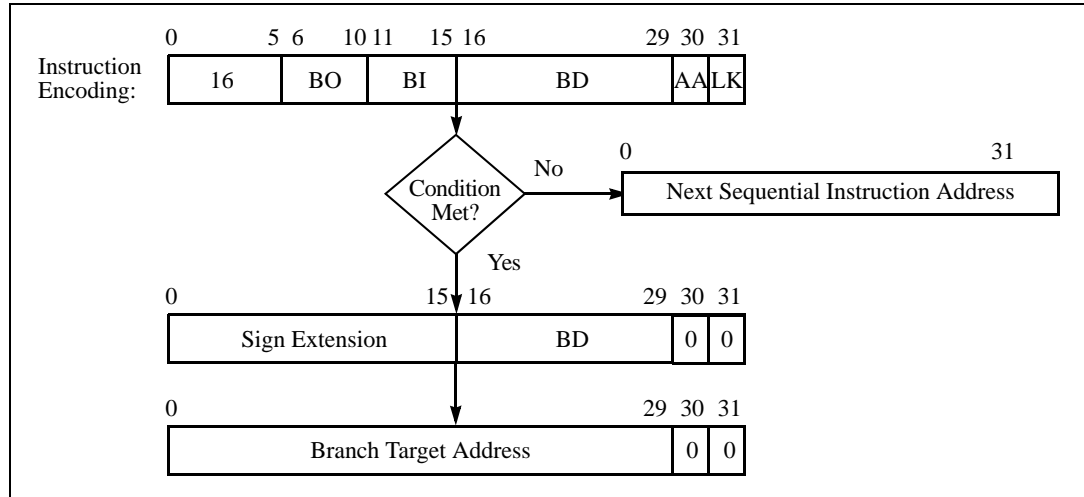 0 5 6 10 11 15 16 29 30 31
Instruction
Encoding:
16 BO BI BD AA LK
0 31
No
Condition
Met?
Next Sequential Instruction Address
Yes
0 15 16 29 30 31
Sign Extension BD 0 0
0 29 30 31
Branch Target Address 0 0